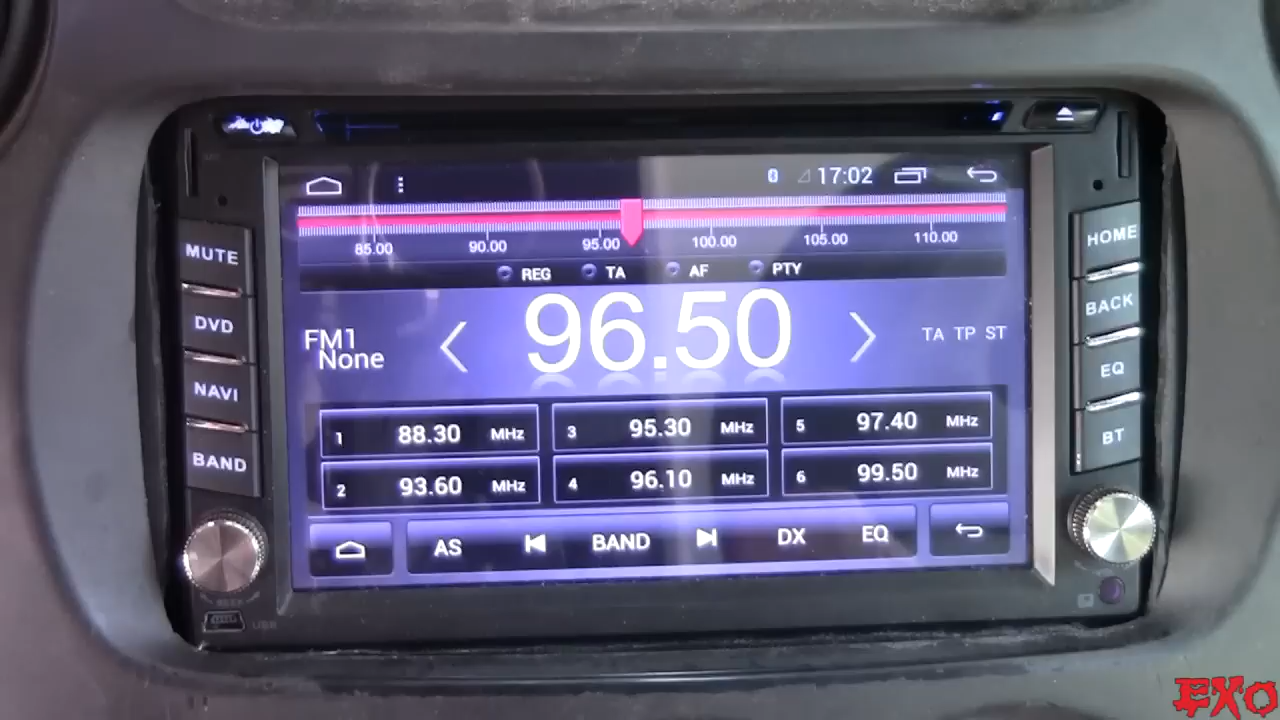 17:02
85.00 90.00 95.00 100.00 105.00 110.00
REG TA AF PTY
FM1
None
96.50
TA TP ST
1 88.30 MHz
3 95.30 MHz
5 97.40 MHz
2 93.60 MHz
4 96.10 MHz
6 99.50 MHz
AS BAND DX EQ
MUTE
DVD
NAVI
BAND
HOME
BACK
EQ
BT
USB
EXO